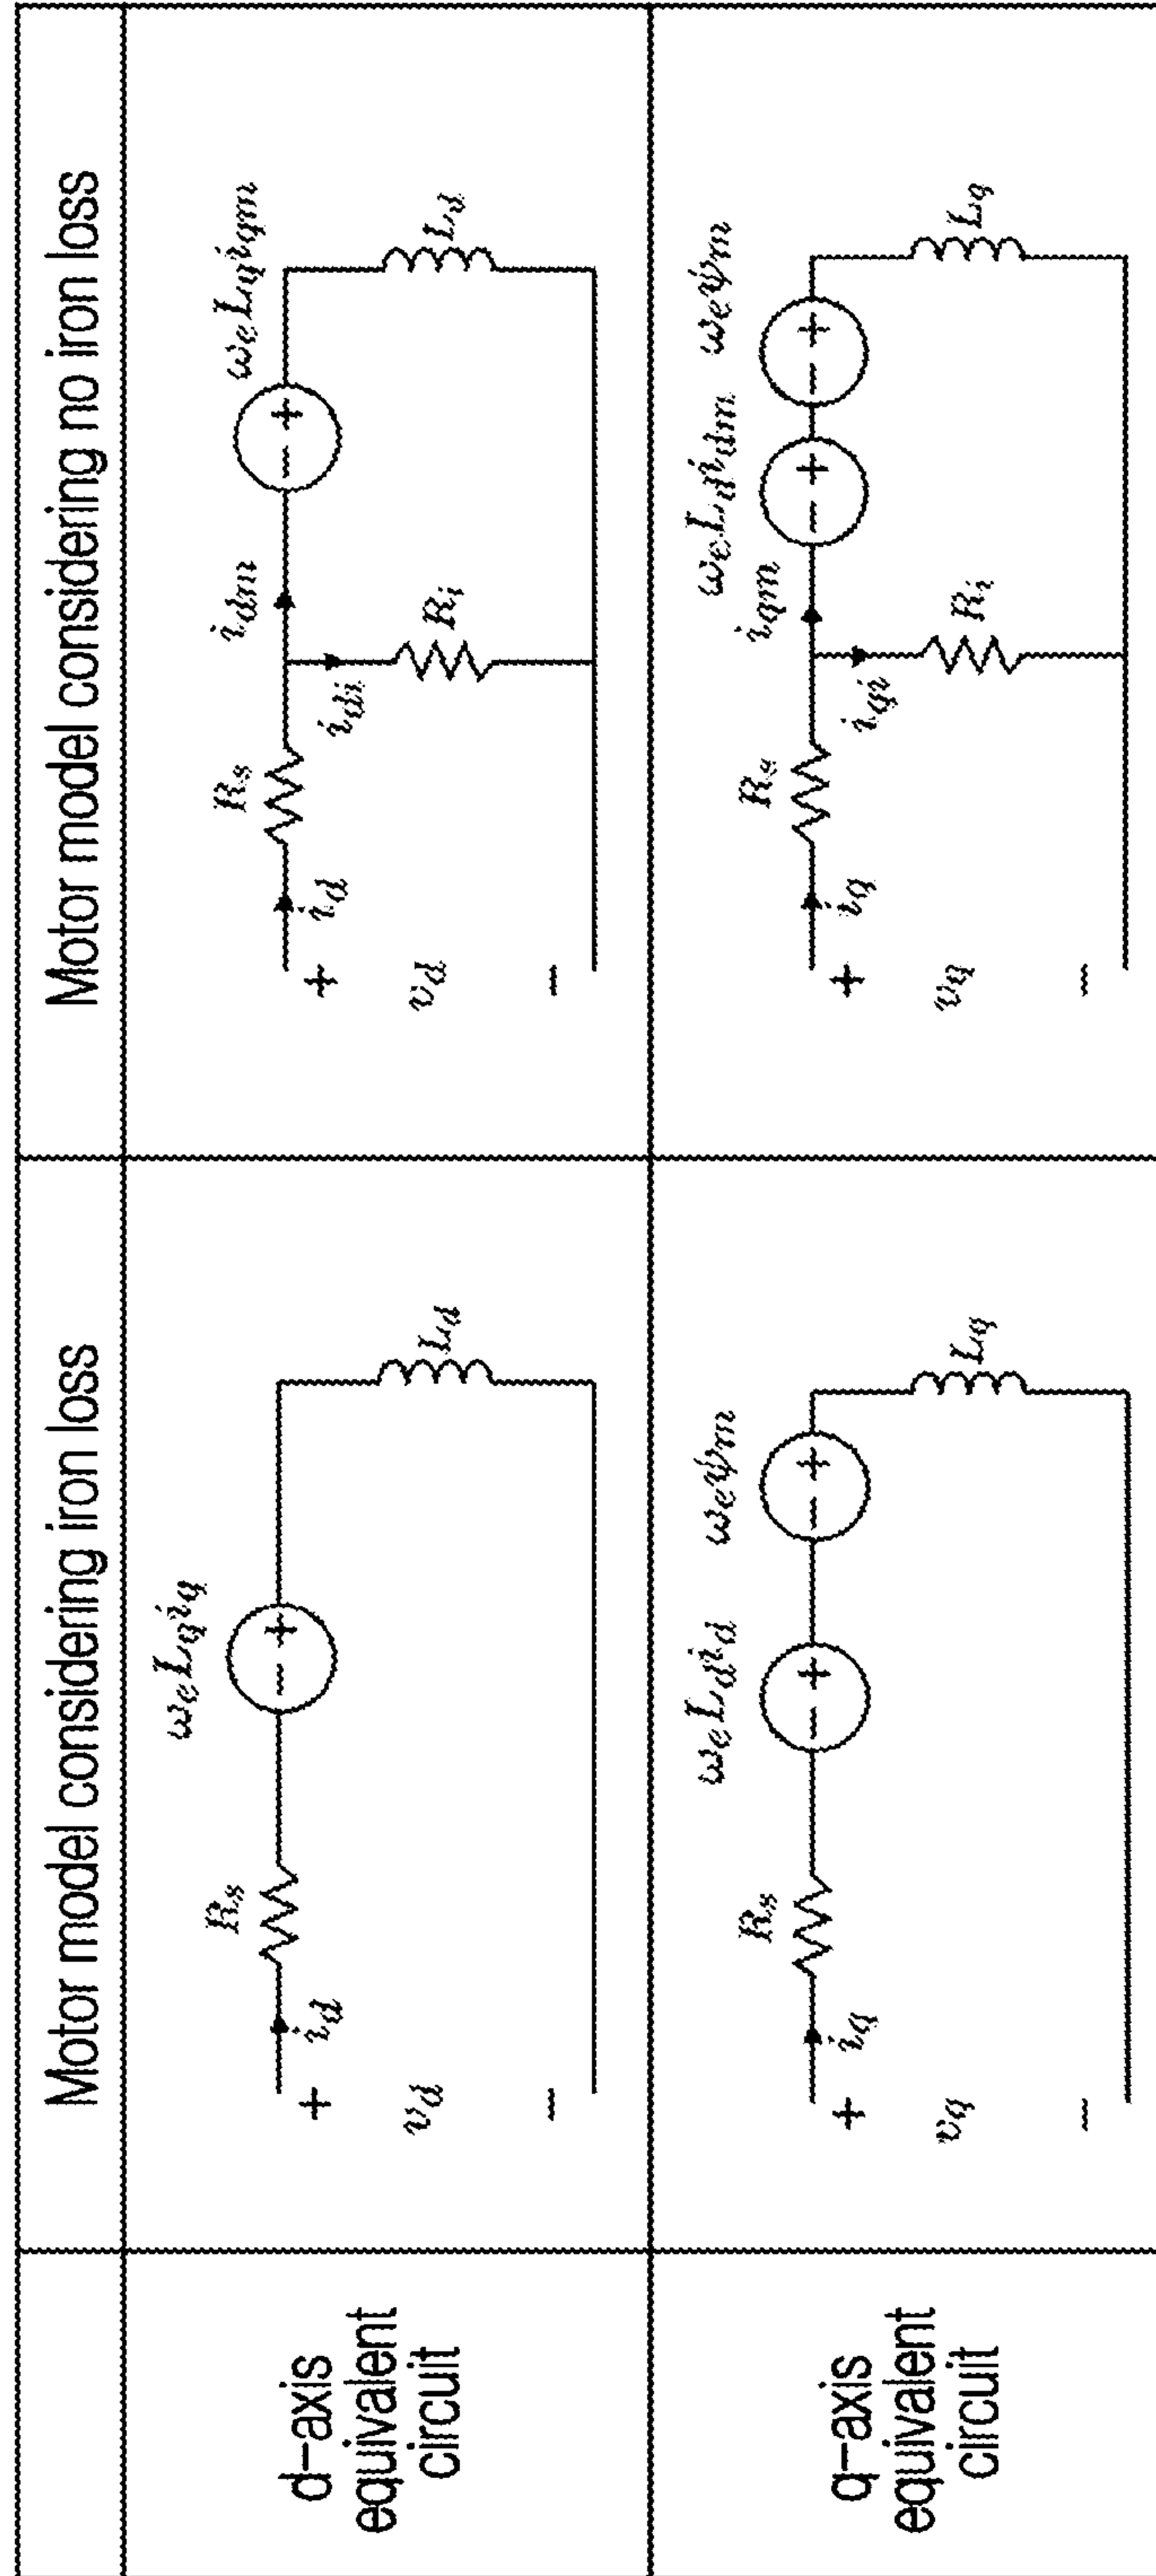 Motor model considering iron loss
Motor model considering no iron loss
d-axis
equivalent
circuit
+
v_d
−
i_d
R_s
ω_e L_q i_q
− +
L_d
+
v_d
−
i_d
R_s
i_di
i_dm
R_i
ω_e L_q i_qm
− +
L_d
q-axis
equivalent
circuit
+
v_q
−
i_q
R_s
ω_e L_d i_d
− +
ω_e ψ_m
− +
L_q
+
v_q
−
i_q
R_s
i_qi
i_qm
R_i
ω_e L_d i_dm
− +
ω_e ψ_m
− +
L_q